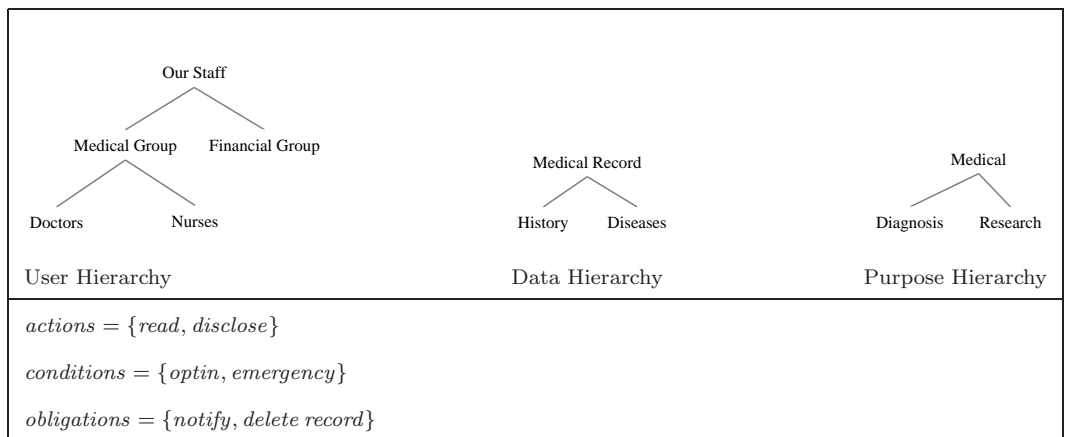 Our Staff
Medical Group Financial Group
Medical Record Medical
Doctors Nurses History Diseases Diagnosis Research
User Hierarchy Data Hierarchy Purpose Hierarchy
actions = {read, disclose}
conditions = {optin, emergency}
obligations = {notify, delete record}